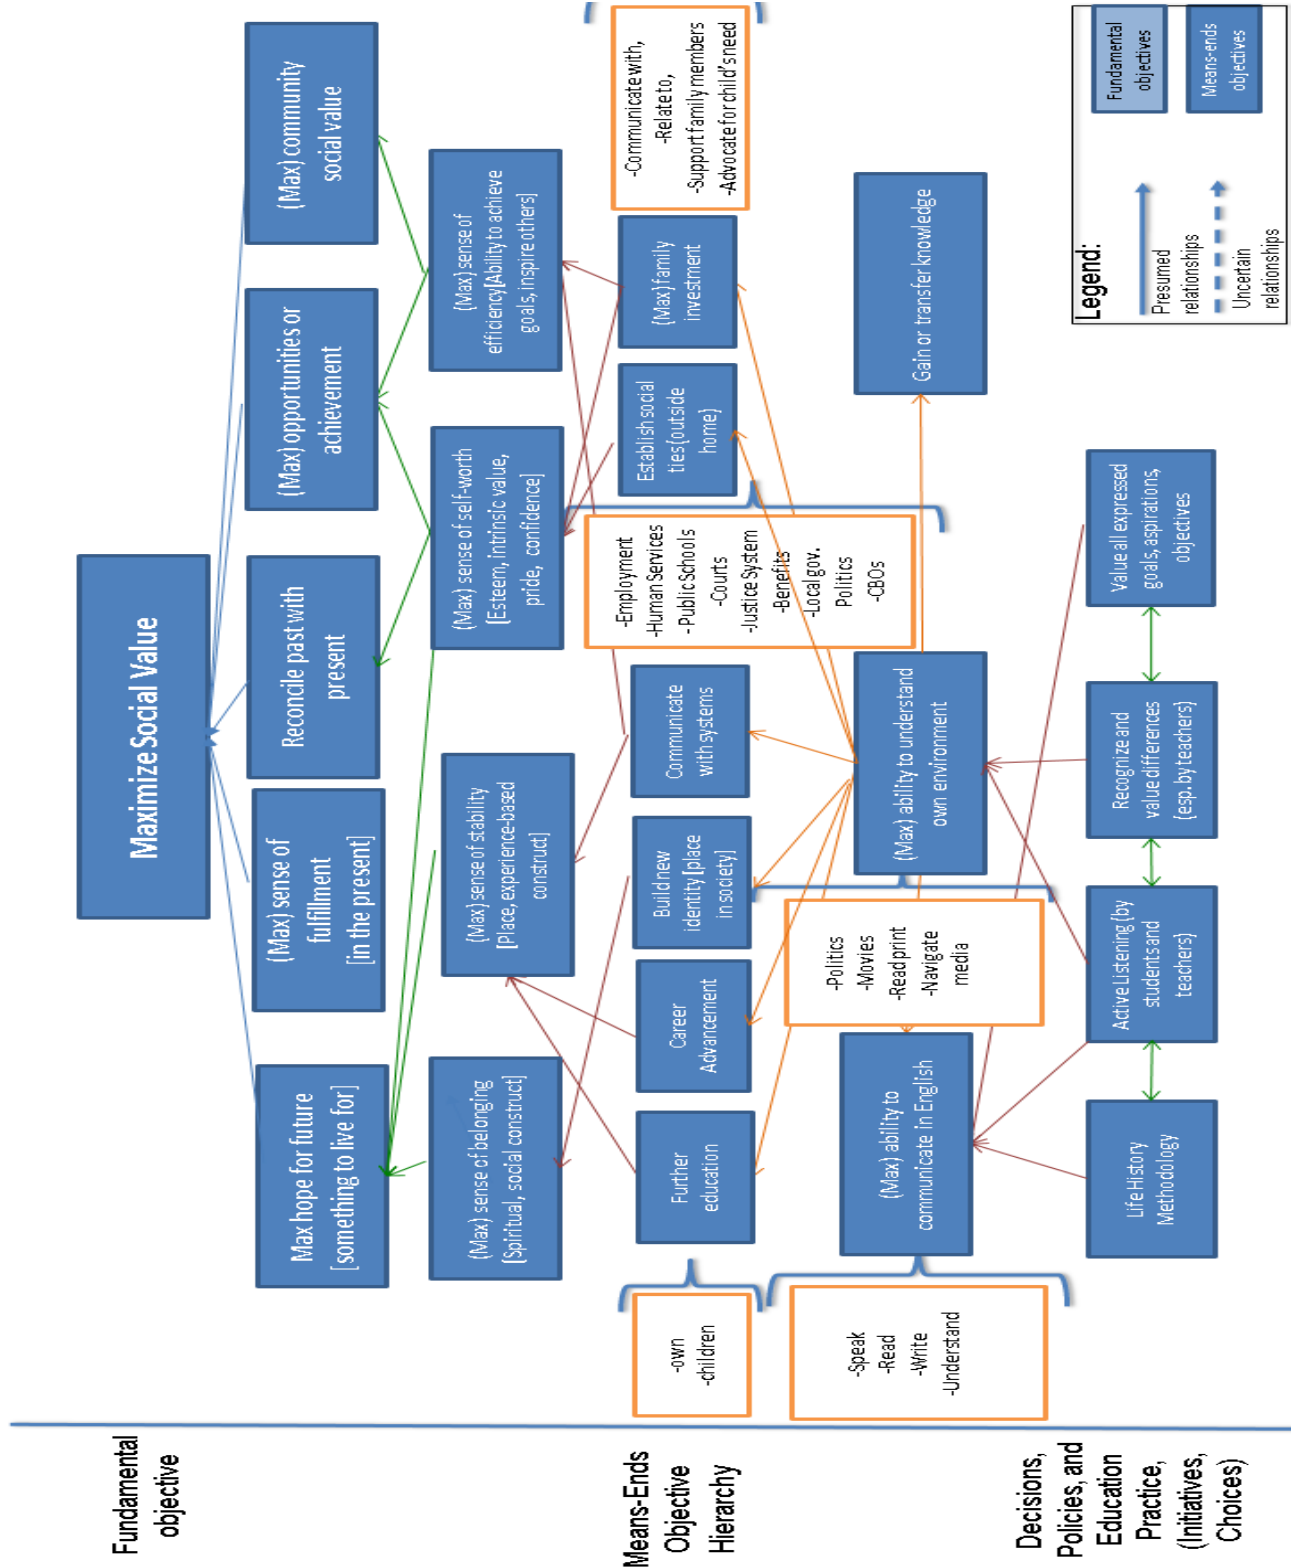 Fundamental
objective
Maximize Social Value
Max hope for future
[something to live for]
(Max) sense of
fulfillment
[in the present]
Reconcile past with
present
(Max) opportunities or
achievement
(Max) community
social value
(Max) sense of belonging
(Spiritual, social construct]
(Max) sense of stability
[Place, experience-based
construct]
(Max) sense of self-worth
[Esteem, intrinsic value,
pride, confidence]
(Max) sense of
efficiency[Ability to achieve
goals, inspire others]
Means-Ends
Objective
Hierarchy
-own
-children
Further
education
Career
Advancement
Build new
identity [place
in society]
Communicate
with systems
-Employment
-Human Services
- Public Schools
-Courts
-Justice System
-Benefits
-Local gov.
Politics
-CBOs
Establish social
ties (outside
home)
(Max) family
investment
-Communicate with,
-Relate to,
-Support family members
-Advocate for child's need
-Speak
-Read
-Write
-Understand
(Max) ability to
communicate in English
-Politics
-Movies
-Read print
-Navigate
media
(Max) ability to understand
own environment
Gain or transfer knowledge
Decisions,
Policies, and
Education
Practice,
(Initiatives,
Choices)
Life History
Methodology
Active Listening (by
students and
teachers)
Recognize and
value differences
(esp. by teachers)
Value all expressed
goals, aspirations,
objectives
Legend:
Presumed
relationships
Uncertain
relationships
Fundamental
objectives
Means-ends
objectives